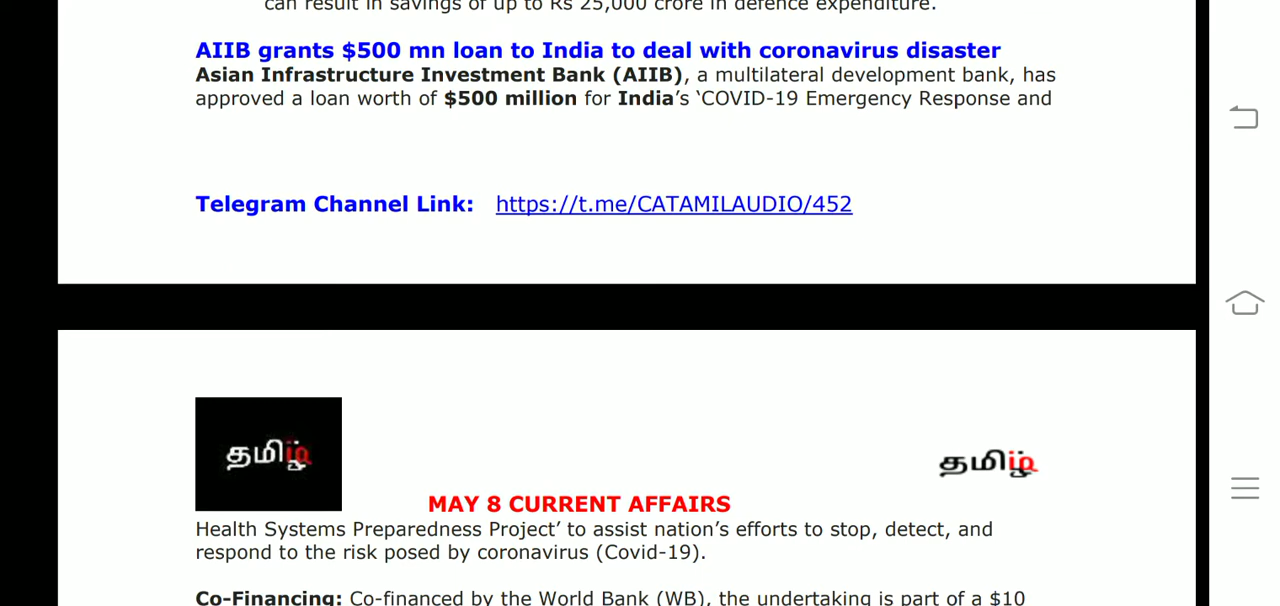 can result in savings of up to Rs 25,000 crore in defence expenditure.
AIIB grants $500 mn loan to India to deal with coronavirus disaster
Asian Infrastructure Investment Bank (AIIB), a multilateral development bank, has
approved a loan worth of $500 million for India's ‘COVID-19 Emergency Response and
Telegram Channel Link: https://t.me/CATAMILAUDIO/452
தமிழ்
தமிழ்
MAY 8 CURRENT AFFAIRS
Health Systems Preparedness Project’ to assist nation’s efforts to stop, detect, and
respond to the risk posed by coronavirus (Covid-19).
Co-Financing: Co-financed by the World Bank (WB), the undertaking is part of a $10